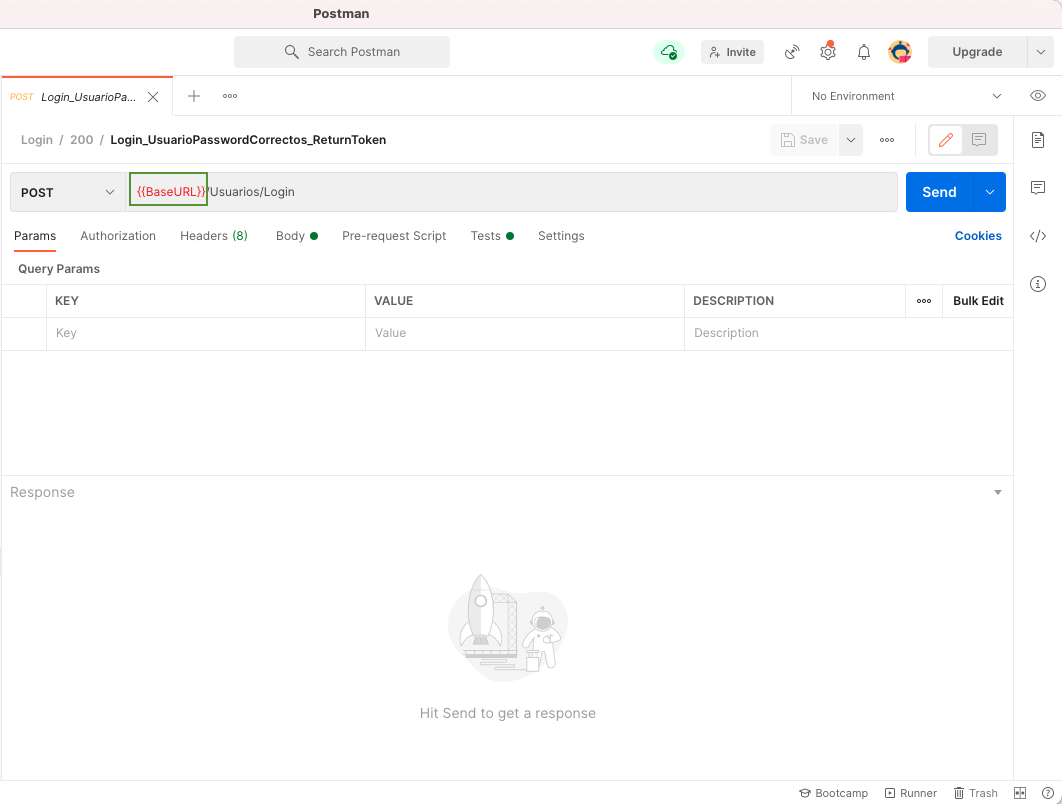 Postman
Search Postman
Invite
Upgrade
POST Login_UsuarioPa...
No Environment
Login / 200 / Login_UsuarioPasswordCorrectos_ReturnToken
Save
POST
{{BaseURL}}/Usuarios/Login
Send
Params
Authorization
Headers (8)
Body
Pre-request Script
Tests
Settings
Cookies
Query Params
KEY
VALUE
DESCRIPTION
Bulk Edit
Key
Value
Description
Response
Hit Send to get a response
Bootcamp
Runner
Trash